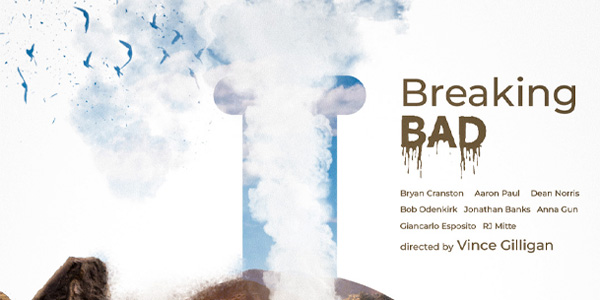 Breaking
BAD
Bryan Cranston Aaron Paul Dean Norris
Bob Odenkirk Jonathan Banks Anna Gun
Giancarlo Esposito RJ Mitte
directed by Vince Gilligan